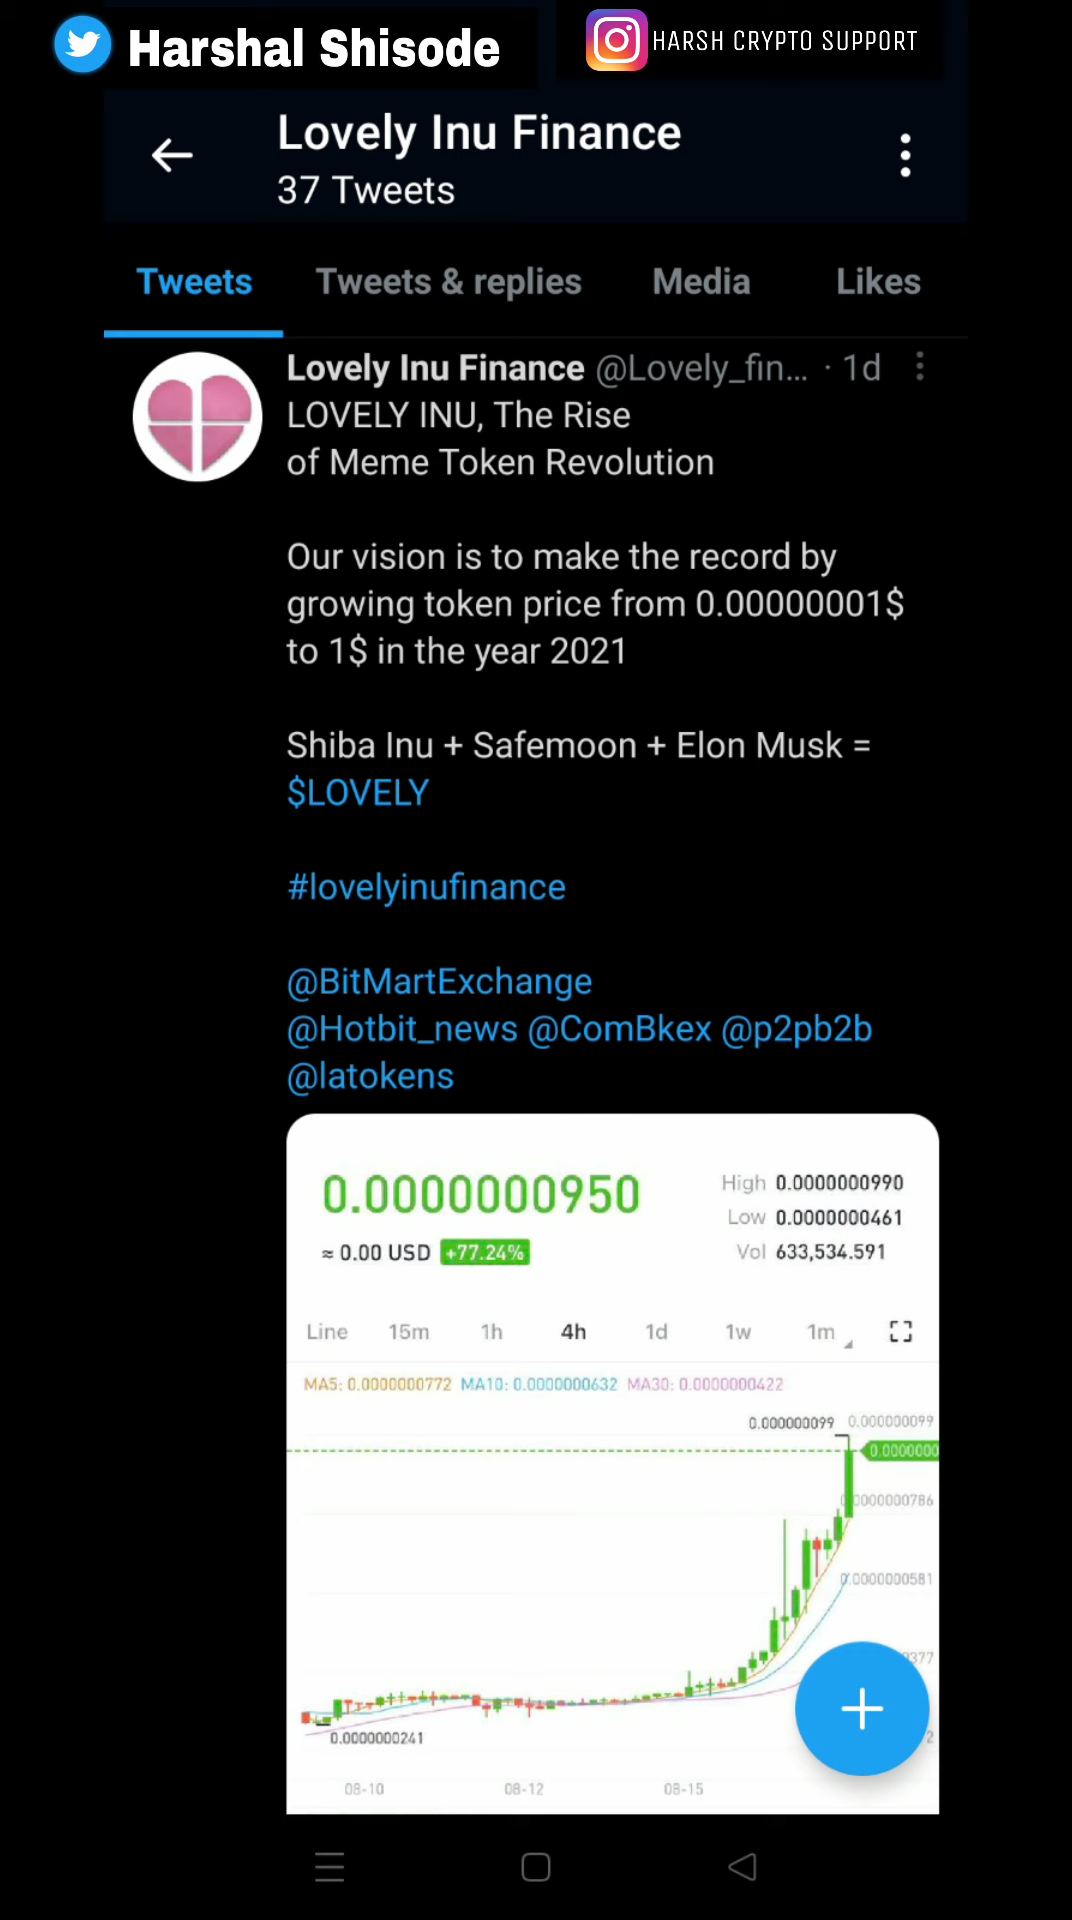 Harshal Shisode
HARSH CRYPTO SUPPORT
Lovely Inu Finance
37 Tweets
Tweets Tweets & replies Media Likes
Lovely Inu Finance @Lovely_fin... · 1d
LOVELY INU, The Rise
of Meme Token Revolution
Our vision is to make the record by
growing token price from 0.00000001$
to 1$ in the year 2021
Shiba Inu + Safemoon + Elon Musk =
$LOVELY
#lovelyinufinance
@BitMartExchange
@Hotbit_news @ComBkex @p2pb2b
@latokens
0.0000000950
≈ 0.00 USD +77.24%
High 0.0000000990
Low 0.0000000461
Vol 633,534.591
Line 15m 1h 4h 1d 1w 1m
MA5: 0.0000000772 MA10: 0.0000000632 MA30: 0.0000000422
0.000000099 0.000000099
0.0000000
0.0000000786
0.0000000581
0.0000000241
08-10 08-12 08-15